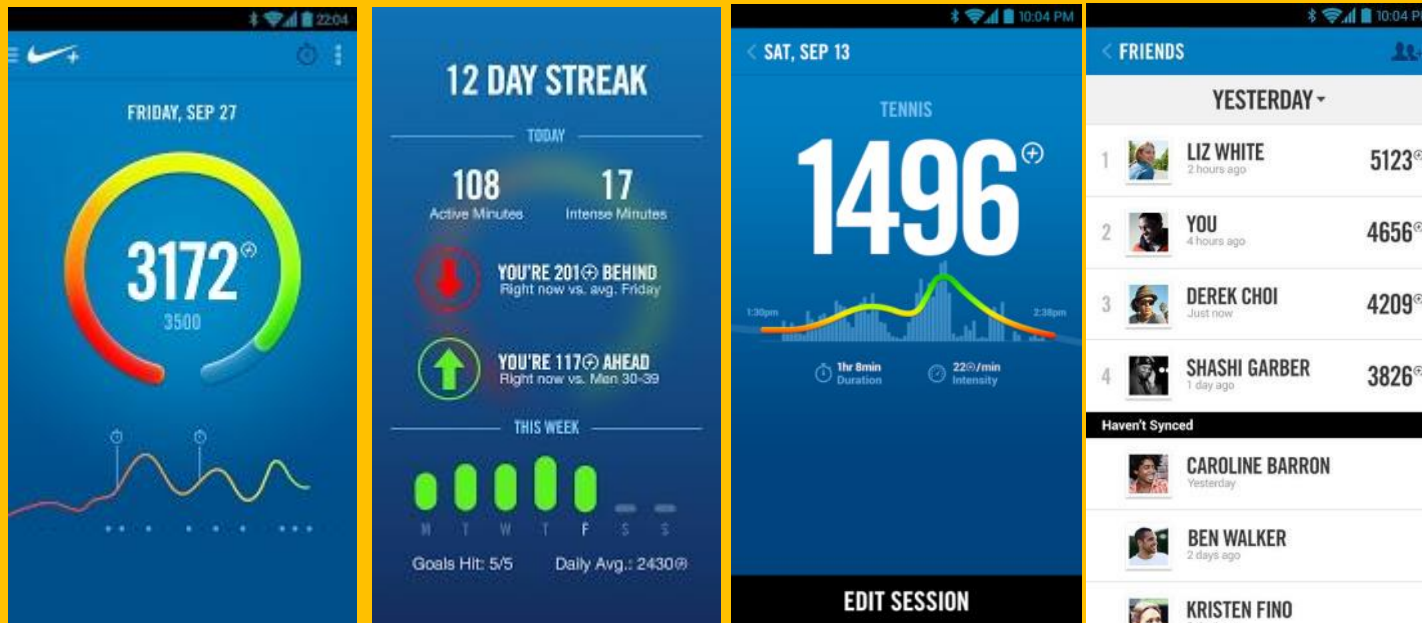 22:04
FRIDAY, SEP 27
3172
3500
12 DAY STREAK
TODAY
108
Active Minutes
17
Intense Minutes
YOU'RE 201 BEHIND
Right now vs. avg. Friday
YOU'RE 117 AHEAD
Right now vs. Men 30-39
THIS WEEK
M T W T F S S
Goals Hit: 5/5 Daily Avg.: 2430
10:04 PM
< SAT, SEP 13
TENNIS
1496
1:30pm
2:38pm
1hr 8min
Duration
22/min
Intensity
EDIT SESSION
10:04 P
< FRIENDS
YESTERDAY
1 LIZ WHITE 5123
2 hours ago
2 YOU 4656
4 hours ago
3 DEREK CHOI 4209
Just now
4 SHASHI GARBER 3826
1 day ago
Haven't Synced
CAROLINE BARRON
Yesterday
BEN WALKER
2 days ago
KRISTEN FINO